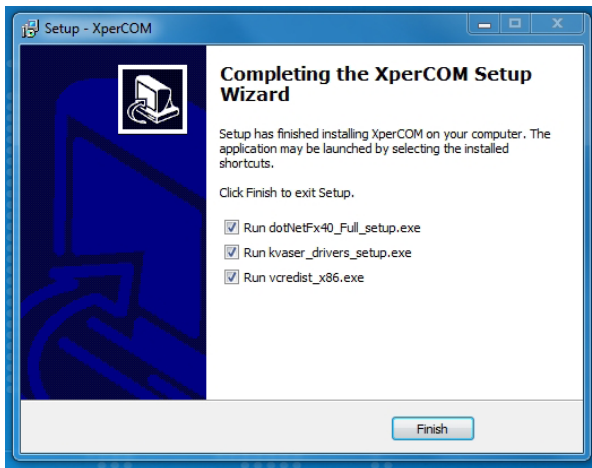 Setup - XperCOM
Completing the XperCOM Setup
Wizard
Setup has finished installing XperCOM on your computer. The
application may be launched by selecting the installed
shortcuts.
Click Finish to exit Setup.
Run dotNetFx40_Full_setup.exe
Run kvaser_drivers_setup.exe
Run vcredist_x86.exe
Finish